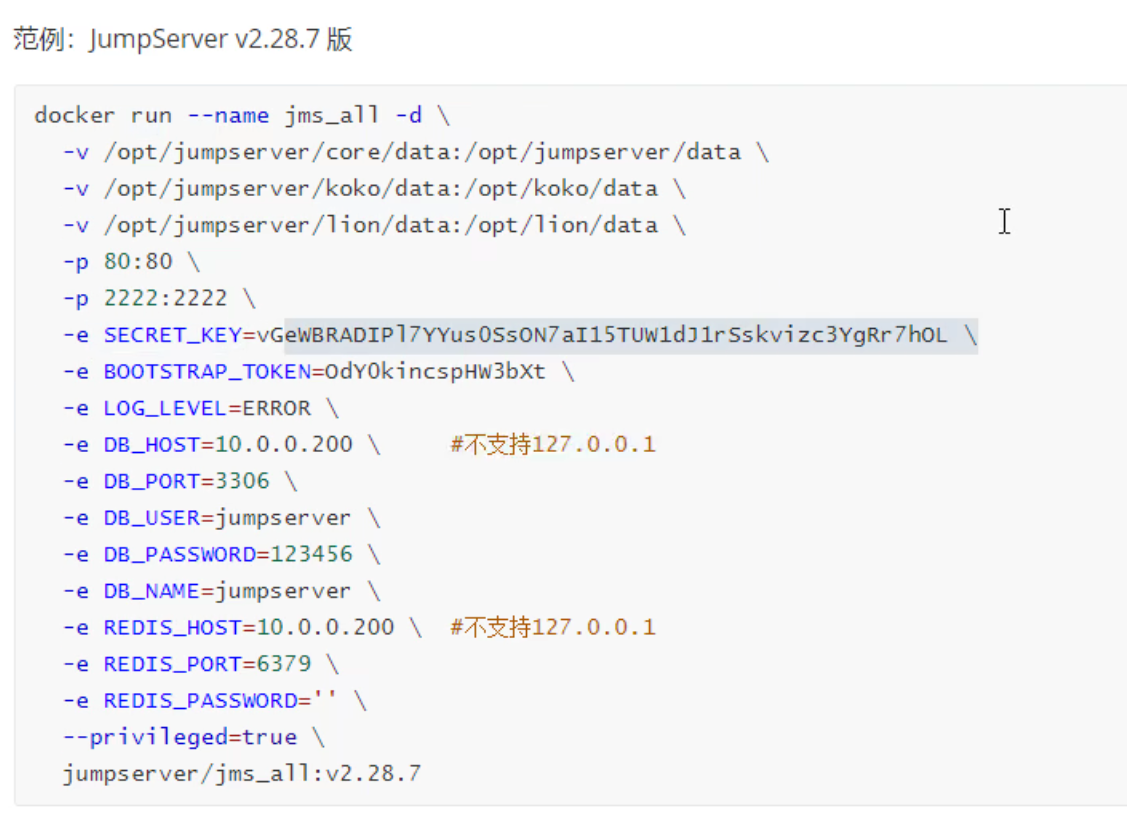 范例：JumpServer v2.28.7 版
docker run --name jms_all -d \
-v /opt/jumpserver/core/data:/opt/jumpserver/data \
-v /opt/jumpserver/koko/data:/opt/koko/data \
-v /opt/jumpserver/lion/data:/opt/lion/data \
-p 80:80 \
-p 2222:2222 \
-e SECRET_KEY=vGeWBRADIPl7YYus0SsON7aI15TUW1dJ1rSskvizc3YgRr7hOL \
-e BOOTSTRAP_TOKEN=OdY0kincspHW3bXt \
-e LOG_LEVEL=ERROR \
-e DB_HOST=10.0.0.200 \ #不支持127.0.0.1
-e DB_PORT=3306 \
-e DB_USER=jumpserver \
-e DB_PASSWORD=123456 \
-e DB_NAME=jumpserver \
-e REDIS_HOST=10.0.0.200 \ #不支持127.0.0.1
-e REDIS_PORT=6379 \
-e REDIS_PASSWORD='' \
--privileged=true \
jumpserver/jms_all:v2.28.7